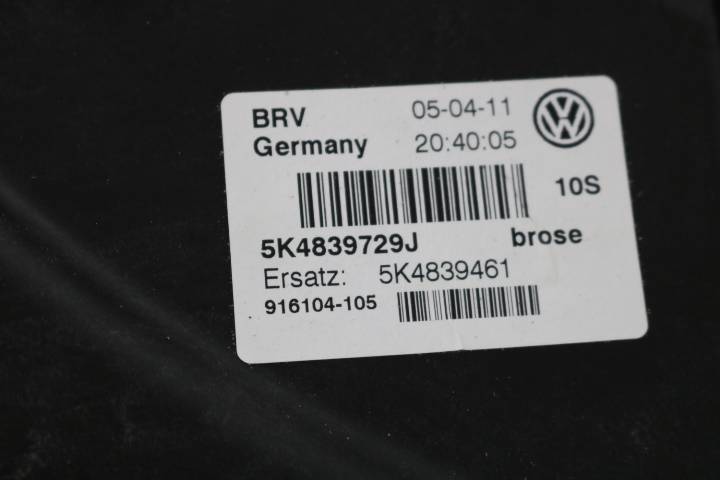 BRV 05-04-11
Germany 20:40:05
10S
5K4839729J brose
Ersatz: 5K4839461
916104-105